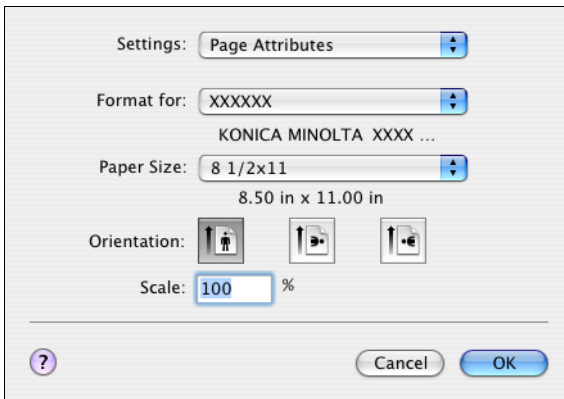 Settings: Page Attributes
Format for: XXXXXX
KONICA MINOLTA XXXX ...
Paper Size: 8 1/2x11
8.50 in x 11.00 in
Orientation:
Scale: 100 %
? Cancel OK